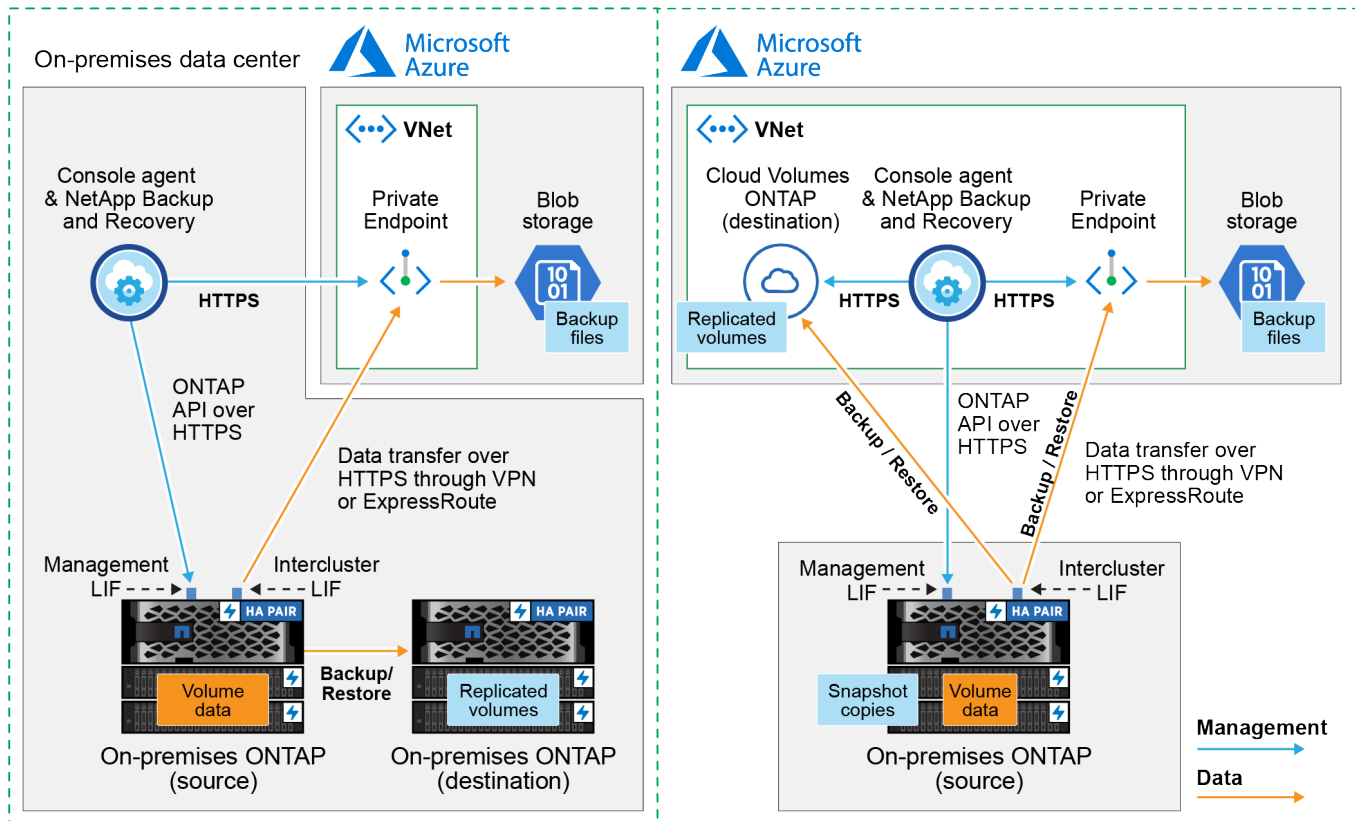 On-premises data center
Microsoft
Azure
VNet
Console agent
& NetApp Backup
and Recovery
Private
Endpoint
Blob
storage
10
01
HTTPS
Backup
files
ONTAP
API over
HTTPS
Data transfer over
HTTPS through VPN
or ExpressRoute
Management
LIF
Intercluster
LIF
HA PAIR
HA PAIR
Backup/
Restore
Volume
data
Replicated
volumes
On-premises ONTAP
(source)
On-premises ONTAP
(destination)
Microsoft
Azure
VNet
Cloud Volumes
ONTAP
(destination)
Console agent
& NetApp Backup
and Recovery
Private
Endpoint
Blob
storage
10
01
HTTPS
HTTPS
Replicated
volumes
Backup
files
Backup / Restore
ONTAP
API over
HTTPS
Backup / Restore
Data transfer over
HTTPS through VPN
or ExpressRoute
Management
LIF
Intercluster
LIF
HA PAIR
Snapshot
copies
Volume
data
On-premises ONTAP
(source)
Management
Data